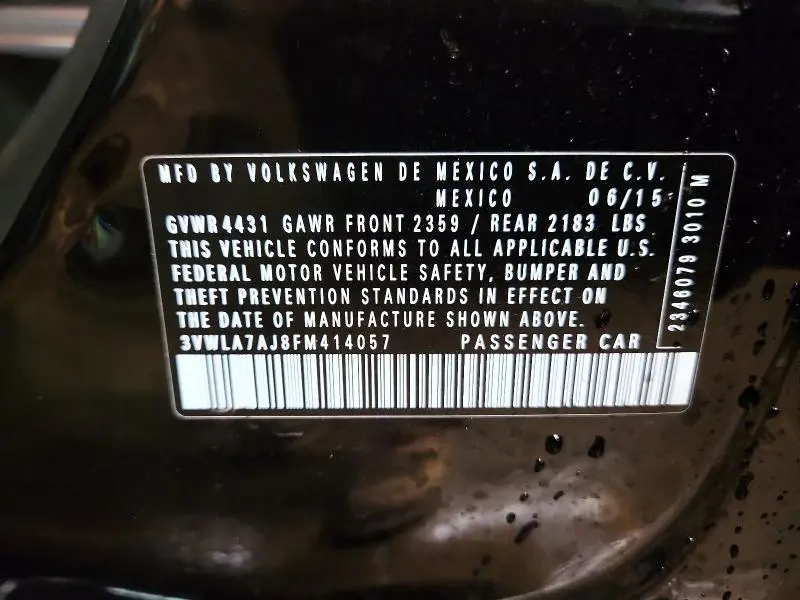 MFD BY VOLKSWAGEN DE MEXICO S.A. DE C.V.
MEXICO 06/15
GVWR 4431 GAWR FRONT 2359 / REAR 2183 LBS
THIS VEHICLE CONFORMS TO ALL APPLICABLE U.S.
FEDERAL MOTOR VEHICLE SAFETY, BUMPER AND
THEFT PREVENTION STANDARDS IN EFFECT ON
THE DATE OF MANUFACTURE SHOWN ABOVE.
3VWLA7AJ8FM414057 PASSENGER CAR
2346079 3010 M